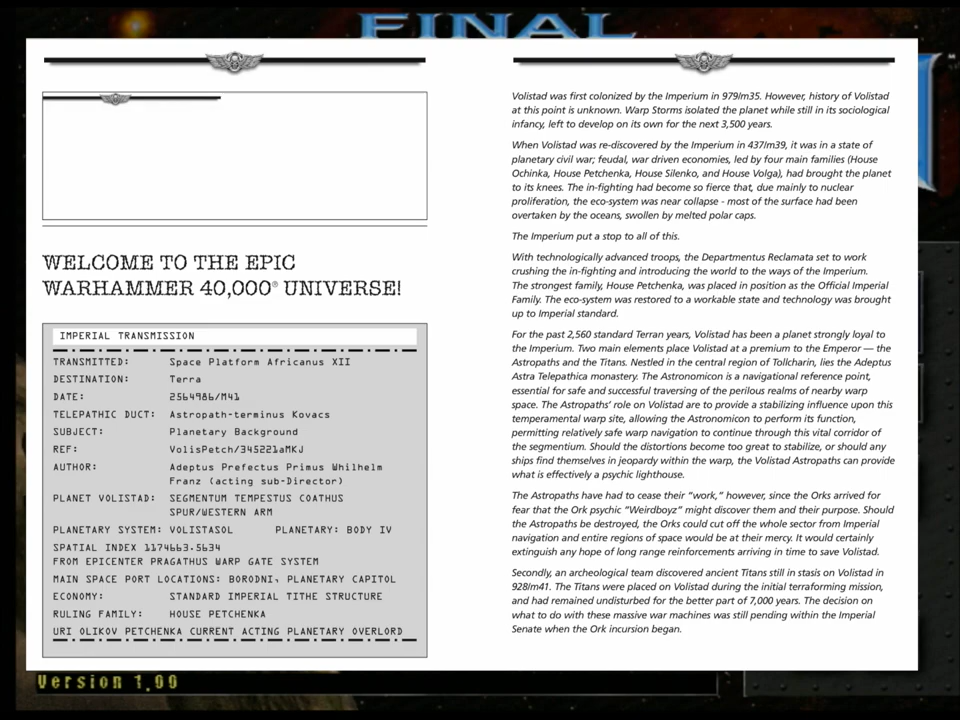 FINAL
WELCOME TO THE EPIC
WARHAMMER 40,000® UNIVERSE!
IMPERIAL TRANSMISSION
TRANSMITTED: Space Platform Africanus XII
DESTINATION: Terra
DATE: 2564986/M41
TELEPATHIC DUCT: Astropath-terminus Kovacs
SUBJECT: Planetary Background
REF: VolisPetch/345221aMKJ
AUTHOR: Adeptus Prefectus Primus Whilhelm
Franz (acting sub-Director)
PLANET VOLISTAD: SEGMENTUM TEMPESTUS COATHUS
SPUR/WESTERN ARM
PLANETARY SYSTEM: VOLISTASOL PLANETARY: BODY IV
SPATIAL INDEX 1174663.5634
FROM EPICENTER PRAGATHUS WARP GATE SYSTEM
MAIN SPACE PORT LOCATIONS: BORODNI, PLANETARY CAPITOL
ECONOMY: STANDARD IMPERIAL TITHE STRUCTURE
RULING FAMILY: HOUSE PETCHENKA
URI OLIKOV PETCHENKA CURRENT ACTING PLANETARY OVERLORD
Volistad was first colonized by the Imperium in 979/m35. However, history of Volistad
at this point is unknown. Warp Storms isolated the planet while still in its sociological
infancy, left to develop on its own for the next 3,500 years.
When Volistad was re-discovered by the Imperium in 437/m39, it was in a state of
planetary civil war; feudal, war driven economies, led by four main families (House
Ochinka, House Petchenka, House Silenko, and House Volga), had brought the planet
to its knees. The in-fighting had become so fierce that, due mainly to nuclear
proliferation, the eco-system was near collapse - most of the surface had been
overtaken by the oceans, swollen by melted polar caps.
The Imperium put a stop to all of this.
With technologically advanced troops, the Departmentus Reclamata set to work
crushing the in-fighting and introducing the world to the ways of the Imperium.
The strongest family, House Petchenka, was placed in position as the Official Imperial
Family. The eco-system was restored to a workable state and technology was brought
up to Imperial standard.
For the past 2,560 standard Terran years, Volistad has been a planet strongly loyal to
the Imperium. Two main elements place Volistad at a premium to the Emperor — the
Astropaths and the Titans. Nestled in the central region of Tollcharin, lies the Adeptus
Astra Telepathica monastery. The Astronomicon is a navigational reference point,
essential for safe and successful traversing of the perilous realms of nearby warp
space. The Astropaths' role on Volistad are to provide a stabilizing influence upon this
temperamental warp site, allowing the Astronomicon to perform its function,
permitting relatively safe warp navigation to continue through this vital corridor of
the segmentium. Should the distortions become too great to stabilize, or should any
ships find themselves in jeopardy within the warp, the Volistad Astropaths can provide
what is effectively a psychic lighthouse.
The Astropaths have had to cease their "work," however, since the Orks arrived for
fear that the Ork psychic "Weirdboyz" might discover them and their purpose. Should
the Astropaths be destroyed, the Orks could cut off the whole sector from Imperial
navigation and entire regions of space would be at their mercy. It would certainly
extinguish any hope of long range reinforcements arriving in time to save Volistad.
Secondly, an archeological team discovered ancient Titans still in stasis on Volistad in
928/m41. The Titans were placed on Volistad during the initial terraforming mission,
and had remained undisturbed for the better part of 7,000 years. The decision on
what to do with these massive war machines was still pending within the Imperial
Senate when the Ork incursion began.
Version 1.00